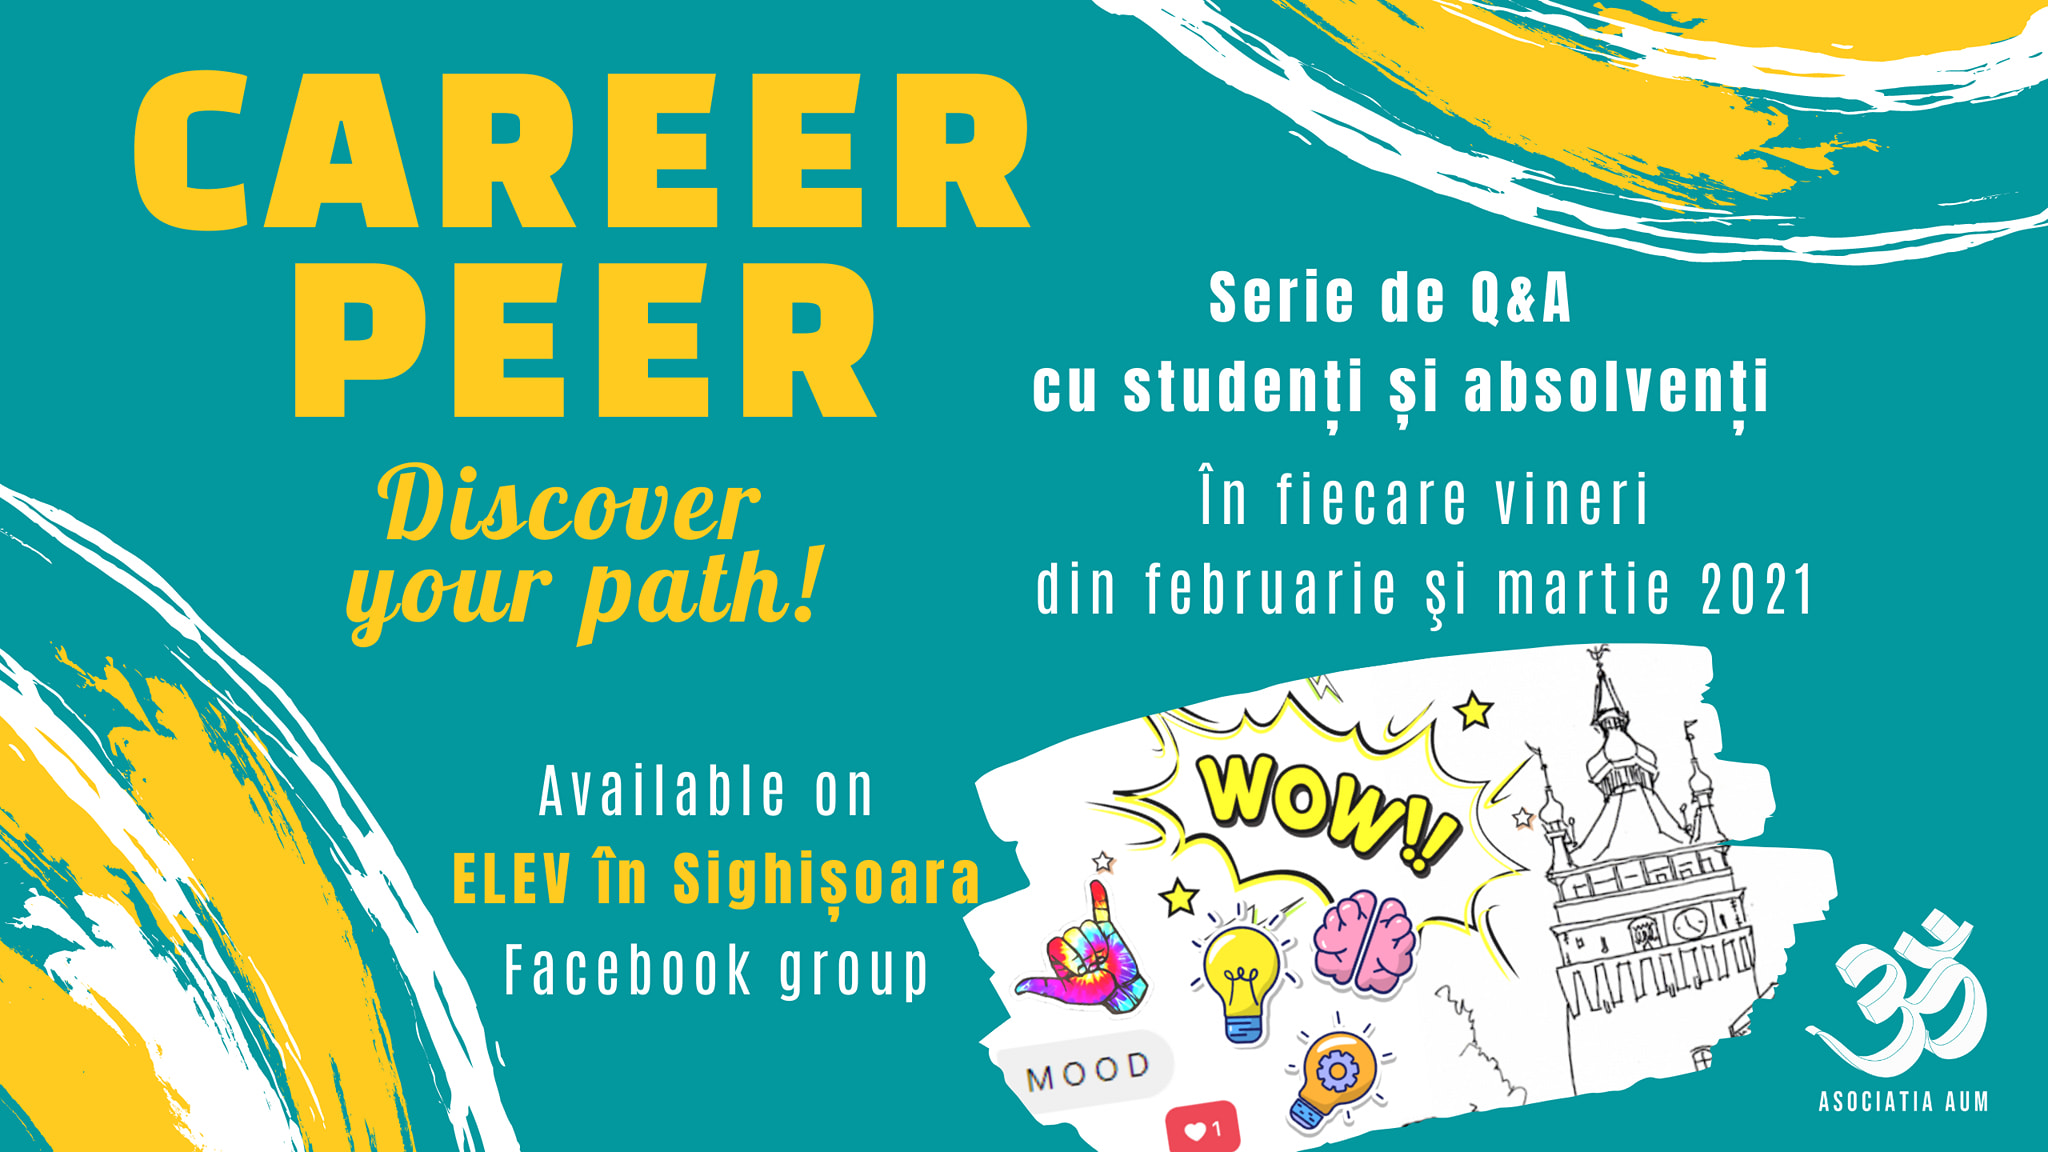 CAREER
PEER
Discover
your path!
Serie de Q&A
cu studenți și absolvenți
În fiecare vineri
din februarie şi martie 2021
Available on
ELEV în Sighișoara
Facebook group
WOW!!
MOOD
1
ASOCIATIA AUM